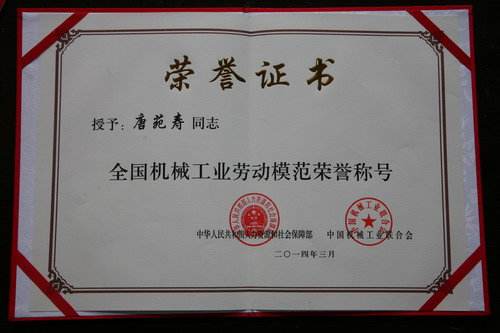 荣誉证书
授予：唐苑寿 同志
全国机械工业劳动模范荣誉称号
中华人民共和国人力资源和社会保障部 中国机械工业联合会
二〇一四年三月